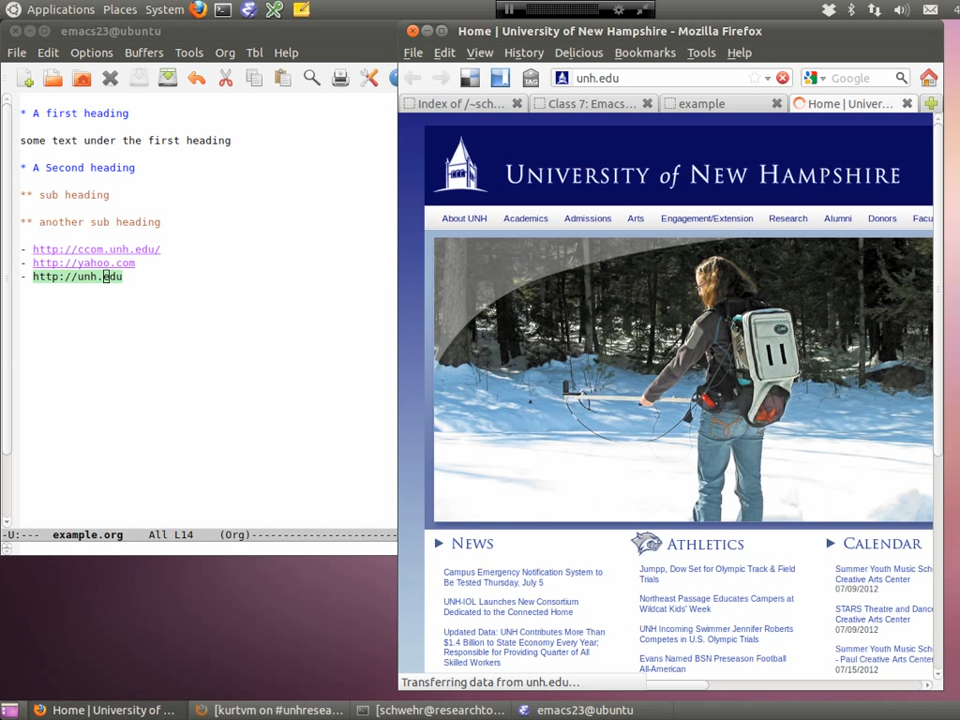 Applications Places System
4
emacs23@ubuntu
File Edit Options Buffers Tools Org Tbl Help
* A first heading
some text under the first heading
* A Second heading
** sub heading
** another sub heading
- http://ccom.unh.edu/
- http://yahoo.com
- http://unh.edu
-U:--- example.org All L14 (Org)
Home | University of New Hampshire - Mozilla Firefox
File Edit View History Delicious Bookmarks Tools Help
TAG
unh.edu
Google
Index of /~sch...
Class 7: Emacs...
example
Home | Univer...
UNIVERSITY of NEW HAMPSHIRE
About UNH Academics Admissions Arts Engagement/Extension Research Alumni Donors Facu
NEWS
Campus Emergency Notification System to
Be Tested Thursday, July 5
UNH-IOL Launches New Consortium
Dedicated to the Connected Home
Updated Data: UNH Contributes More Than
$1.4 Billion to State Economy Every Year;
Responsible for Providing Quarter of All
Skilled Workers
ATHLETICS
Jumpp, Dow Set for Olympic Track & Field
Trials
Northeast Passage Educates Campers at
Wildcat Kids' Week
UNH Incoming Swimmer Jennifer Roberts
Competes in U.S. Olympic Trials
Evans Named BSN Preseason Football
All-American
CALENDAR
Summer Youth Music Sch
Creative Arts Center
07/09/2012
STARS Theatre and Dance
Creative Arts Center
07/09/2012
Summer Youth Music Sch
- Paul Creative Arts Center
07/15/2012
Transferring data from unh.edu...
Home | University of ...
[kurtvm on #unhresea...
[schwehr@researchto...
emacs23@ubuntu